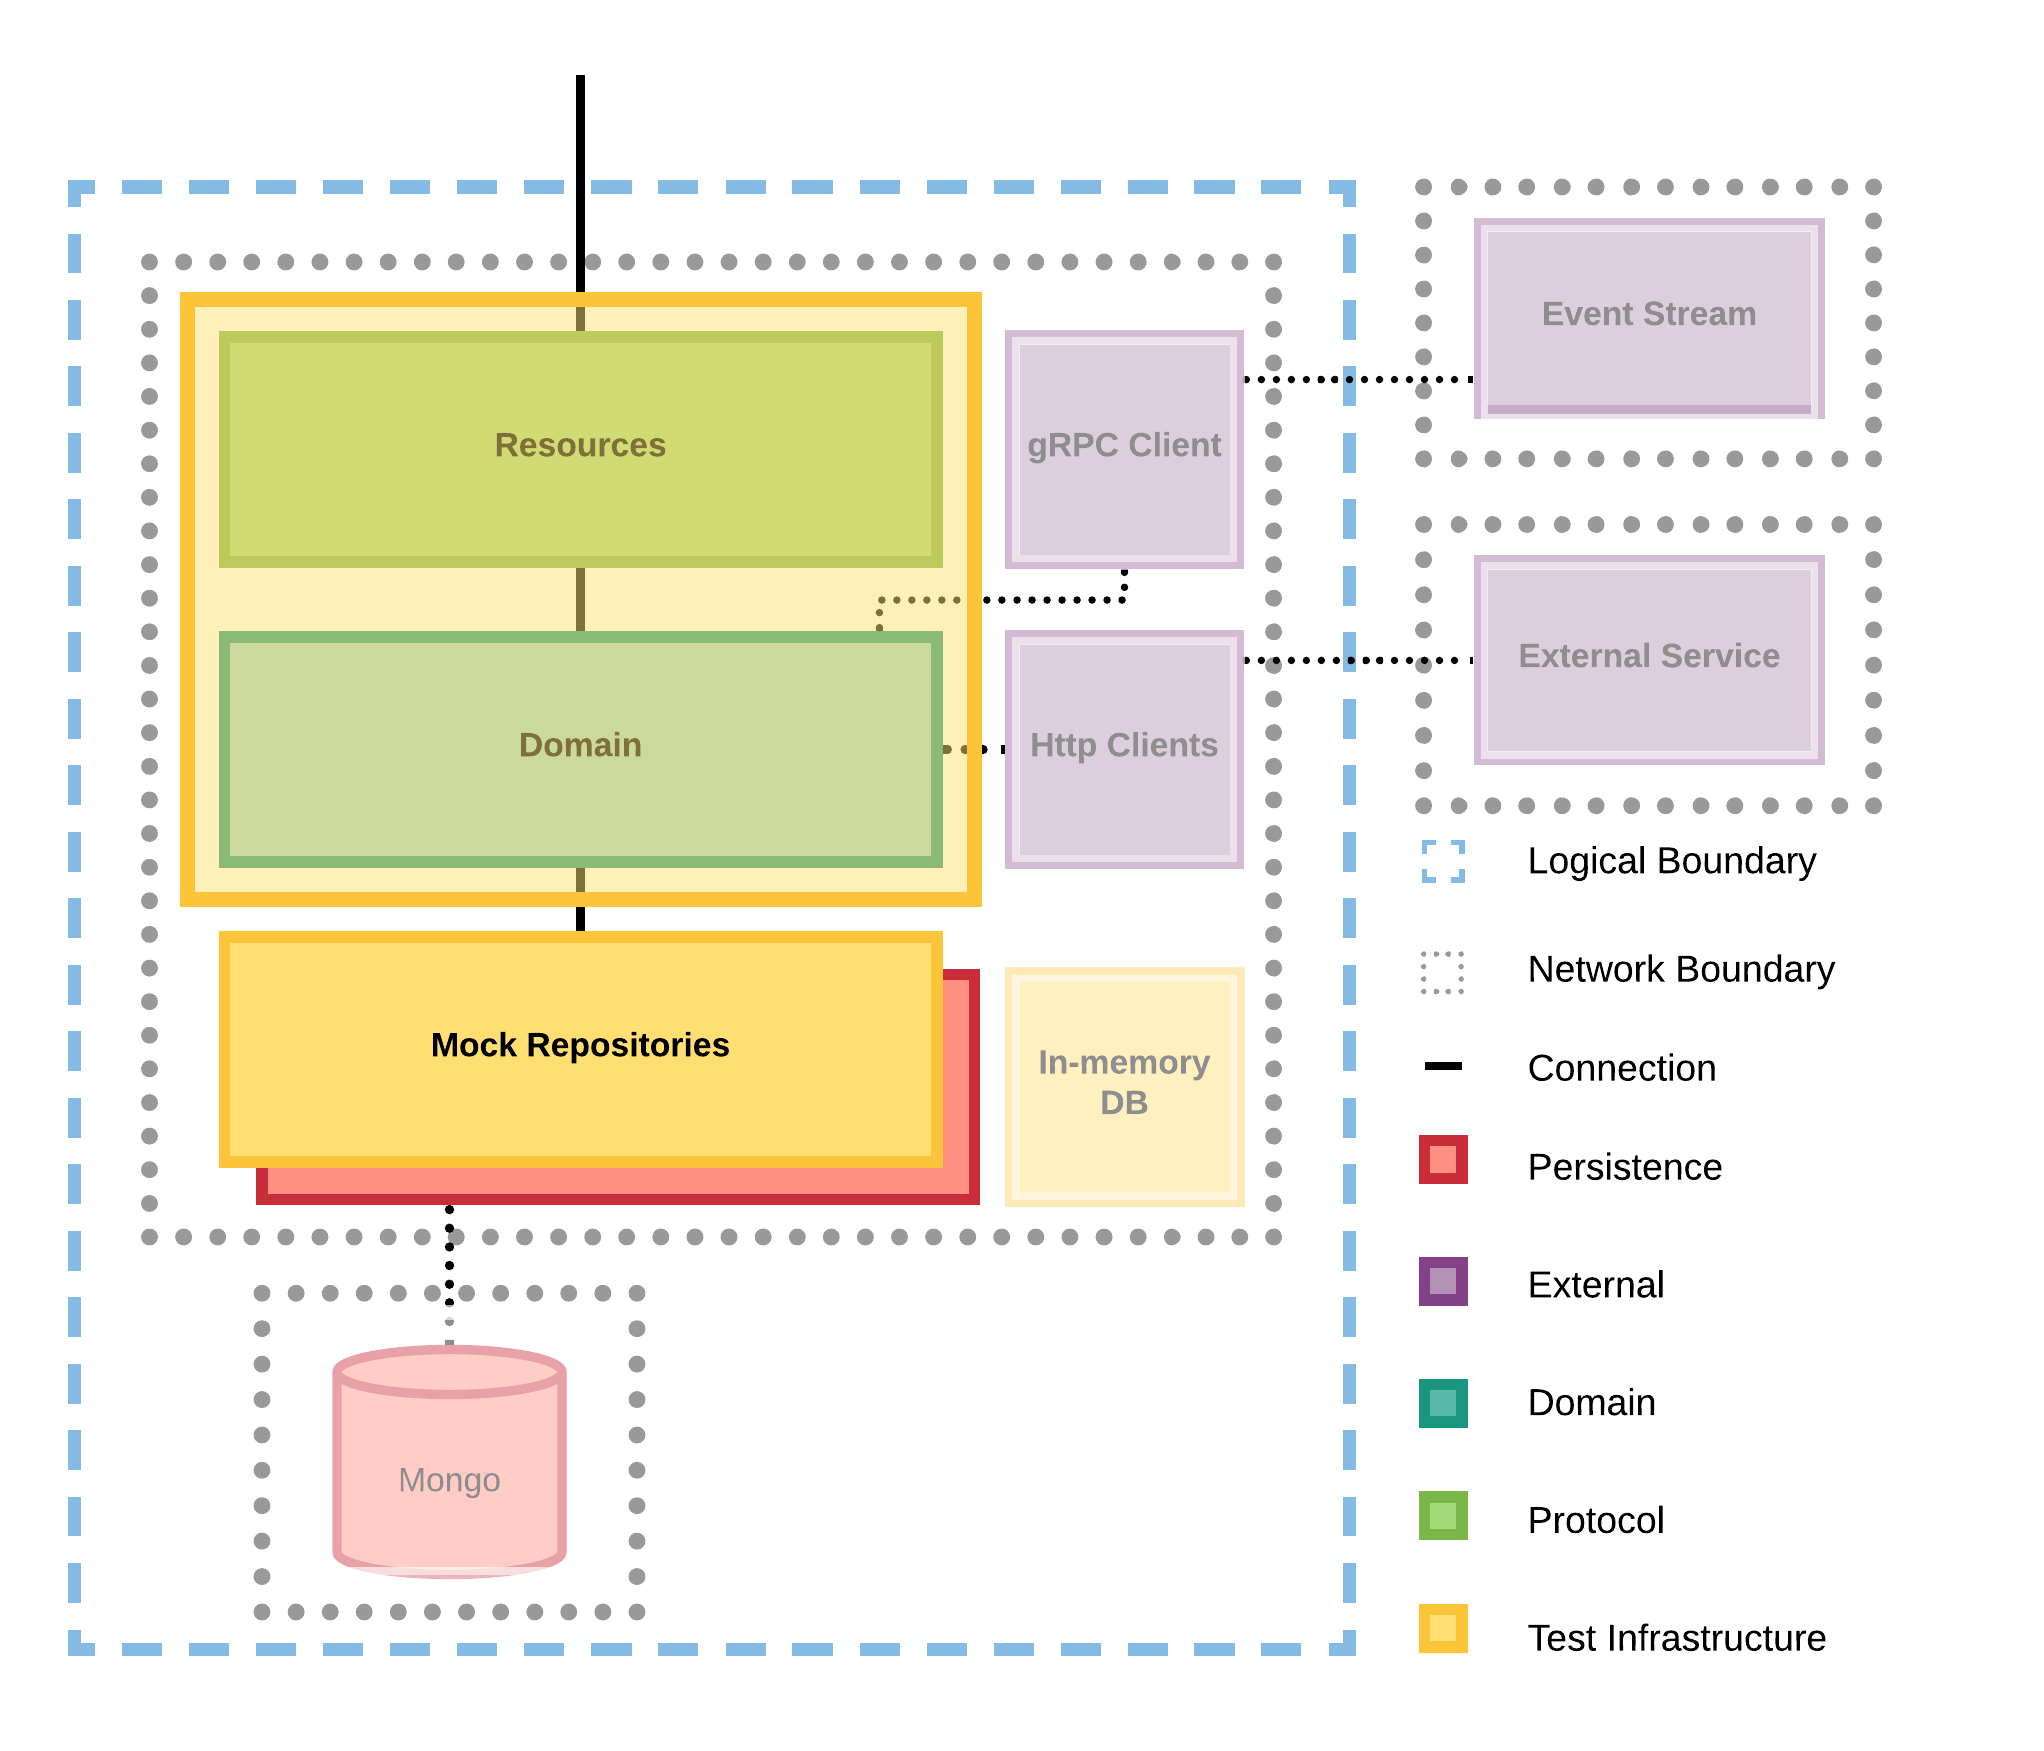 Event Stream
Resources
gRPC Client
External Service
Domain
Http Clients
Mock Repositories
In-memory
DB
Mongo
Logical Boundary
Network Boundary
Connection
Persistence
External
Domain
Protocol
Test Infrastructure